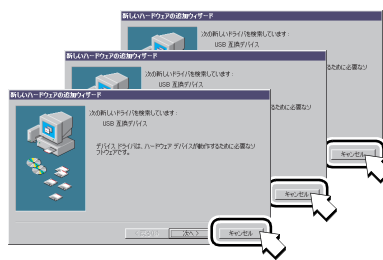 新しいハードウェアの追加ウィザード
次の新しいドライバを検索しています:
USB 互換デバイス
新しいハードウェアの追加ウィザード
次の新しいドライバを検索しています:
USB 互換デバイス
るために必要なソ
新しいハードウェアの追加ウィザード
次の新しいドライバを検索しています:
USB 互換デバイス
るために必要なソ
デバイス ドライバは、ハードウェア デバイスが動作するために必要なソ
フトウェアです。
キャンセル
キャンセル
< 戻る(B)
次へ >
キャンセル